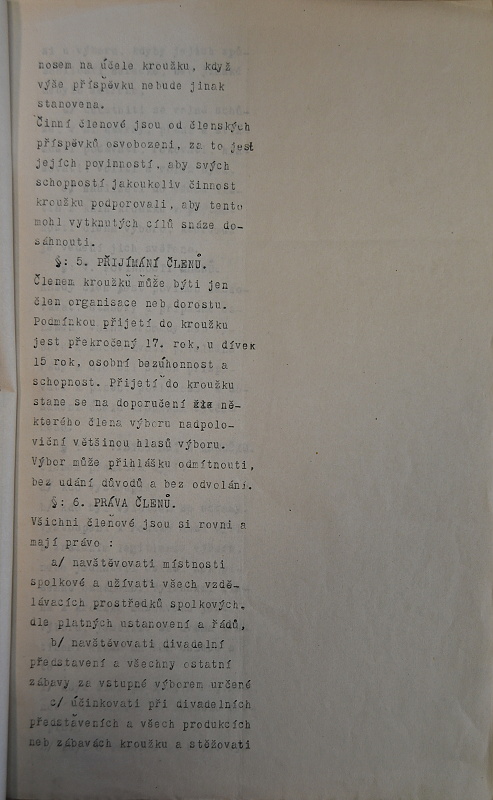 nosem na účele kroužku, když
výše příspěvku nebude jinak
stanovena.
Činní členové jsou od členských
příspěvků osvobozeni, za to jest
jejich povinností, aby svých
schopností jakoukoliv činnost
kroužku podporovali, aby tento
mohl vytknutých cílů snáze do-
sáhnouti.
§: 5. PŘIJÍMÁNÍ ČLENŮ.
Členem kroužku může býti jen
člen organisace neb dorostu.
Podmínkou přijetí do kroužku
jest překročený 17. rok, u dívek
15 rok, osobní bezúhonnost a
schopnost. Přijetí do kroužku
stane se na doporučení ně-
kterého člena výboru nadpolo-
viční většinou hlasů výboru.
Výbor může přihlášku odmítnouti,
bez udání důvodů a bez odvolání.
§: 6. PRÁVA ČLENŮ.
Všichni členové jsou si rovni a
mají právo :
a/ navštěvovati místnosti
spolkové a užívati všech vzdě-
lávacích prostředků spolkových.
dle platných ustanovení a řádů,
b/ navštěvovati divadelní
představení a všechny ostatní
zábavy za vstupné výborem určené
c/ účinkovati při divadelních
představeních a všech produkcích
neb zábavách kroužku a stěžovati